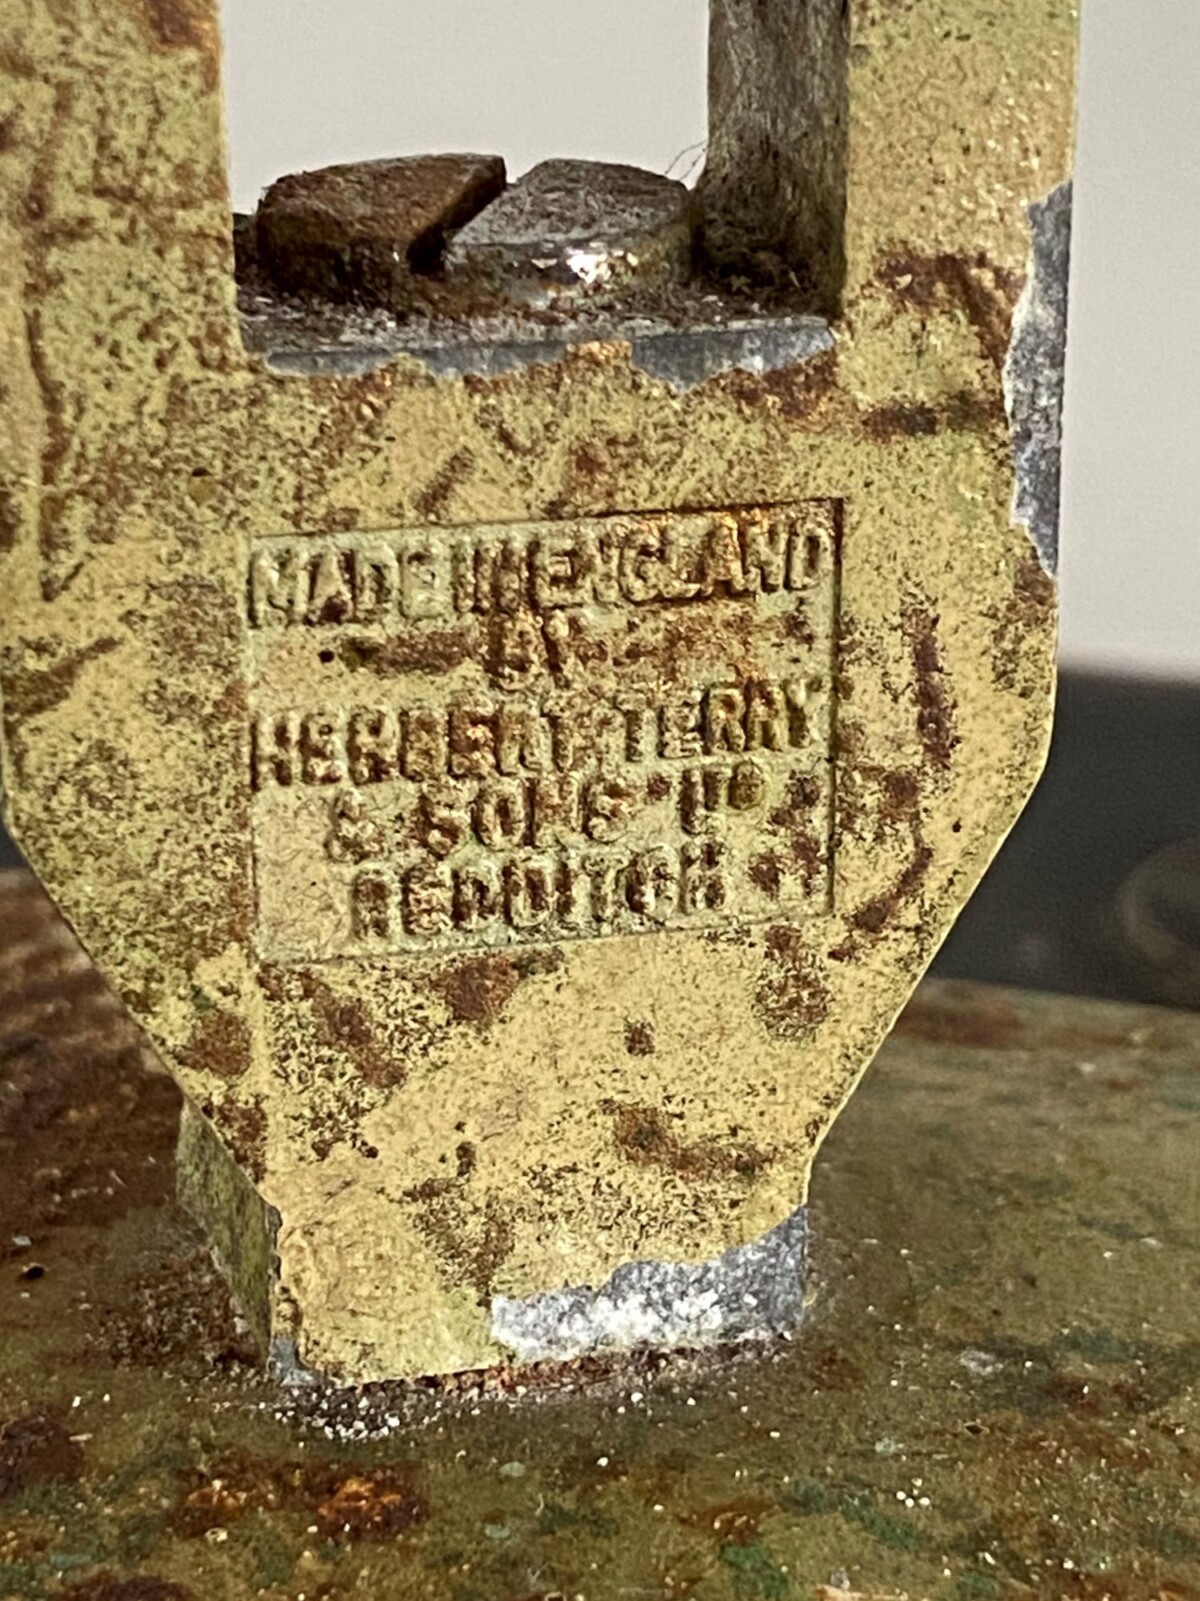 MADE IN ENGLAND
BY
HERBERT TERRY
& SONS LTD
REDDITCH